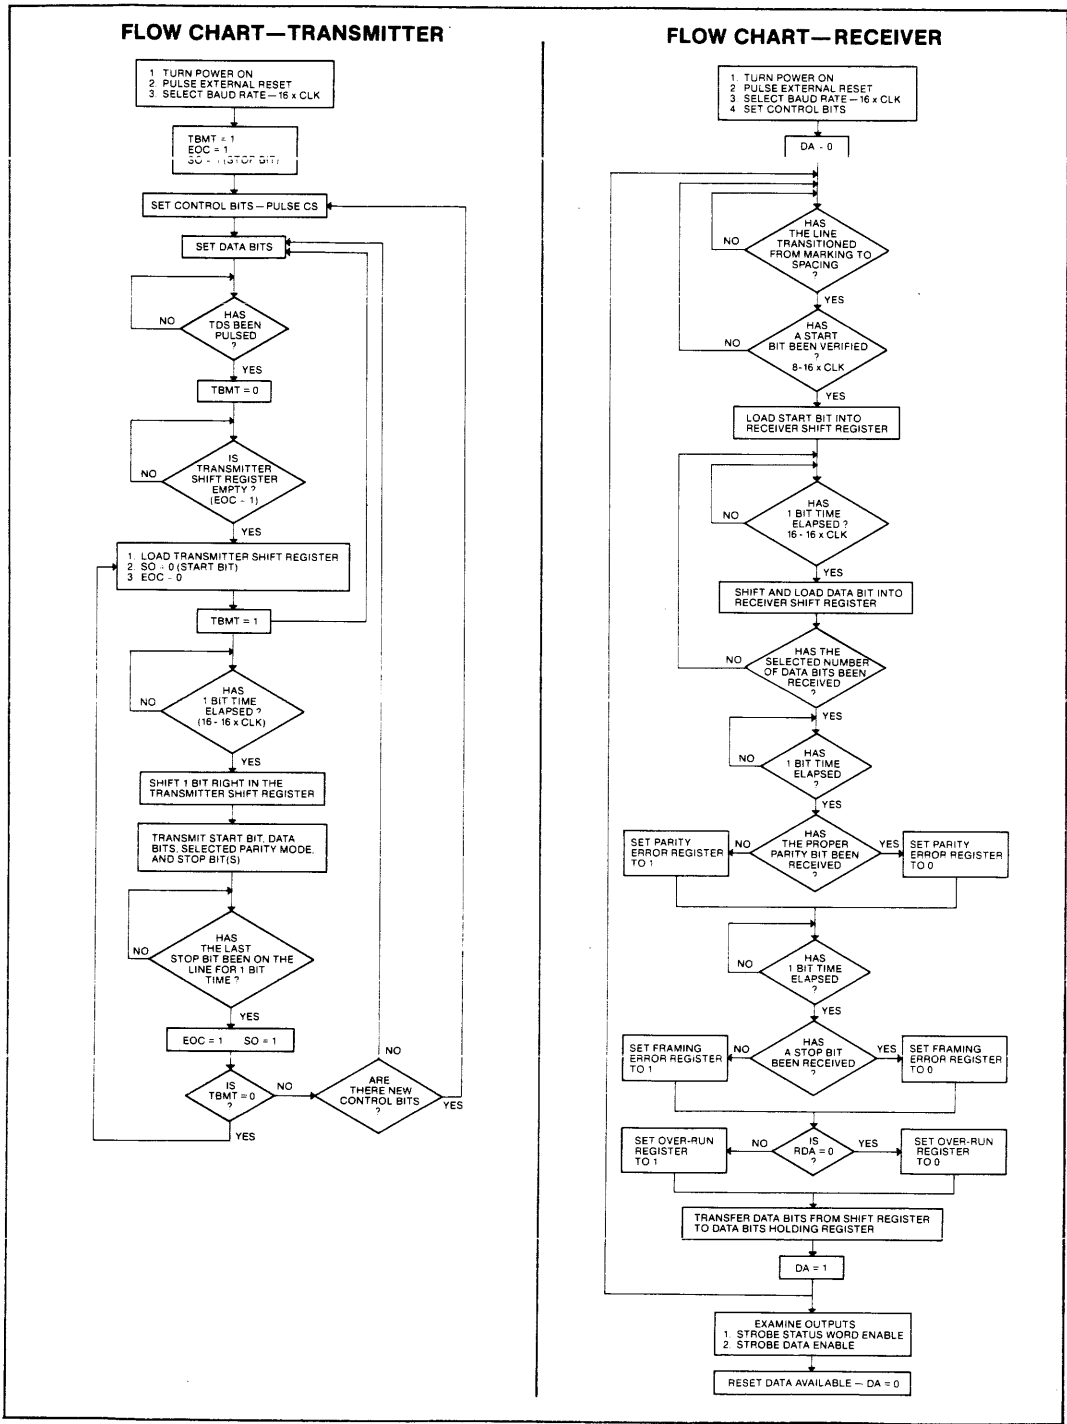 FLOW CHART—TRANSMITTER
1 TURN POWER ON
2. PULSE EXTERNAL RESET
3. SELECT BAUD RATE—16 x CLK
TBMT = 1
EOC = 1
SO = 1 (STOP BIT)
SET CONTROL BITS — PULSE CS
SET DATA BITS
HAS
TDS BEEN
PULSED
?
NO
YES
TBMT = 0
IS
TRANSMITTER
SHIFT REGISTER
EMPTY ?
(EOC - 1)
NO
YES
1. LOAD TRANSMITTER SHIFT REGISTER
2. SO = 0 (START BIT)
3 EOC - 0
TBMT = 1
HAS
1 BIT TIME
ELAPSED ?
(16 - 16 x CLK)
NO
YES
SHIFT 1 BIT RIGHT IN THE
TRANSMITTER SHIFT REGISTER
TRANSMIT START BIT, DATA
BITS, SELECTED PARITY MODE,
AND STOP BIT(S)
HAS
THE LAST
STOP BIT BEEN ON THE
LINE FOR 1 BIT
TIME ?
NO
YES
EOC = 1 SO = 1
IS
TBMT = 0
?
NO
YES
ARE
THERE NEW
CONTROL BITS
?
NO
YES
FLOW CHART—RECEIVER
1. TURN POWER ON
2 PULSE EXTERNAL RESET
3 SELECT BAUD RATE — 16 x CLK
4 SET CONTROL BITS
DA - 0
HAS
THE LINE
TRANSITIONED
FROM MARKING TO
SPACING
?
NO
YES
HAS
A START
BIT BEEN VERIFIED
?
8-16 x CLK
NO
YES
LOAD START BIT INTO
RECEIVER SHIFT REGISTER
HAS
1 BIT TIME
ELAPSED ?
16 - 16 x CLK
NO
YES
SHIFT AND LOAD DATA BIT INTO
RECEIVER SHIFT REGISTER
HAS THE
SELECTED NUMBER
OF DATA BITS BEEN
RECEIVED
?
NO
YES
HAS
1 BIT TIME
ELAPSED
?
NO
YES
HAS
THE PROPER
PARITY BIT BEEN
RECEIVED
?
NO
YES
SET PARITY
ERROR REGISTER
TO 1
SET PARITY
ERROR REGISTER
TO 0
HAS
1 BIT TIME
ELAPSED
?
NO
YES
HAS
A STOP BIT
BEEN RECEIVED
?
NO
YES
SET FRAMING
ERROR REGISTER
TO 1
SET FRAMING
ERROR REGISTER
TO 0
IS
RDA = 0
?
NO
YES
SET OVER-RUN
REGISTER
TO 1
SET OVER-RUN
REGISTER
TO 0
TRANSFER DATA BITS FROM SHIFT REGISTER
TO DATA BITS HOLDING REGISTER
DA = 1
EXAMINE OUTPUTS
1. STROBE STATUS WORD ENABLE
2. STROBE DATA ENABLE
RESET DATA AVAILABLE — DA = 0